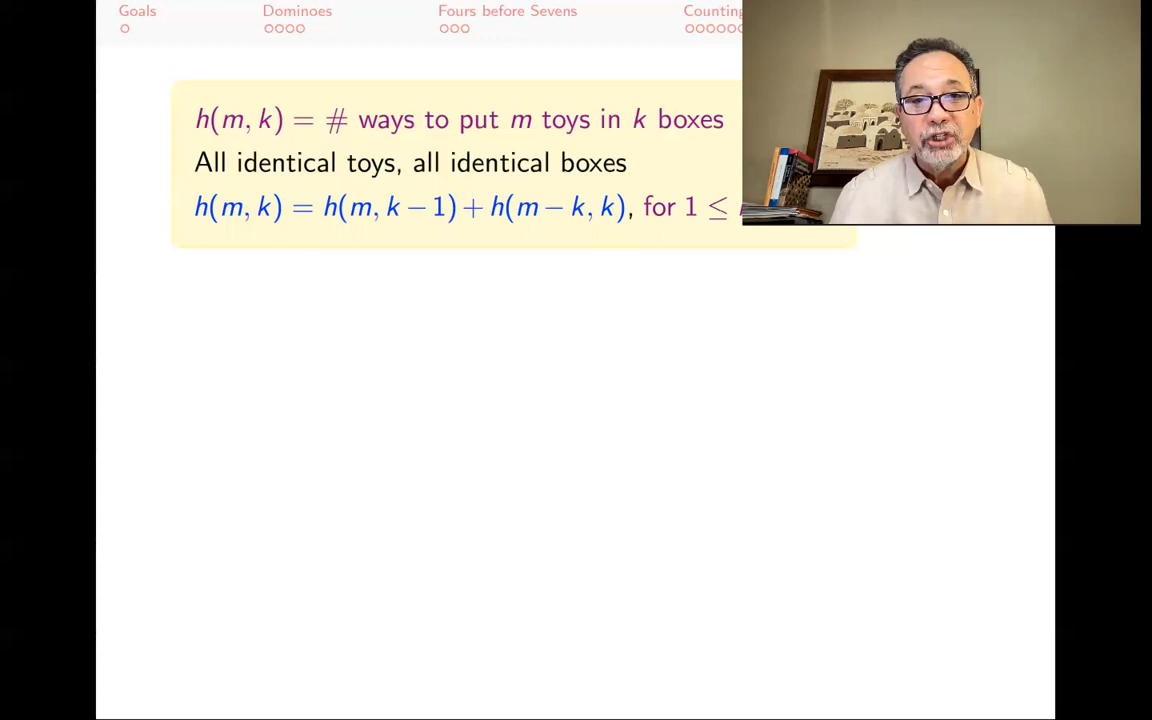 Goals
Dominoes
Fours before Sevens
Counting
h(m, k) = # ways to put m toys in k boxes
All identical toys, all identical boxes
h(m, k) = h(m, k − 1) + h(m − k, k), for 1 ≤